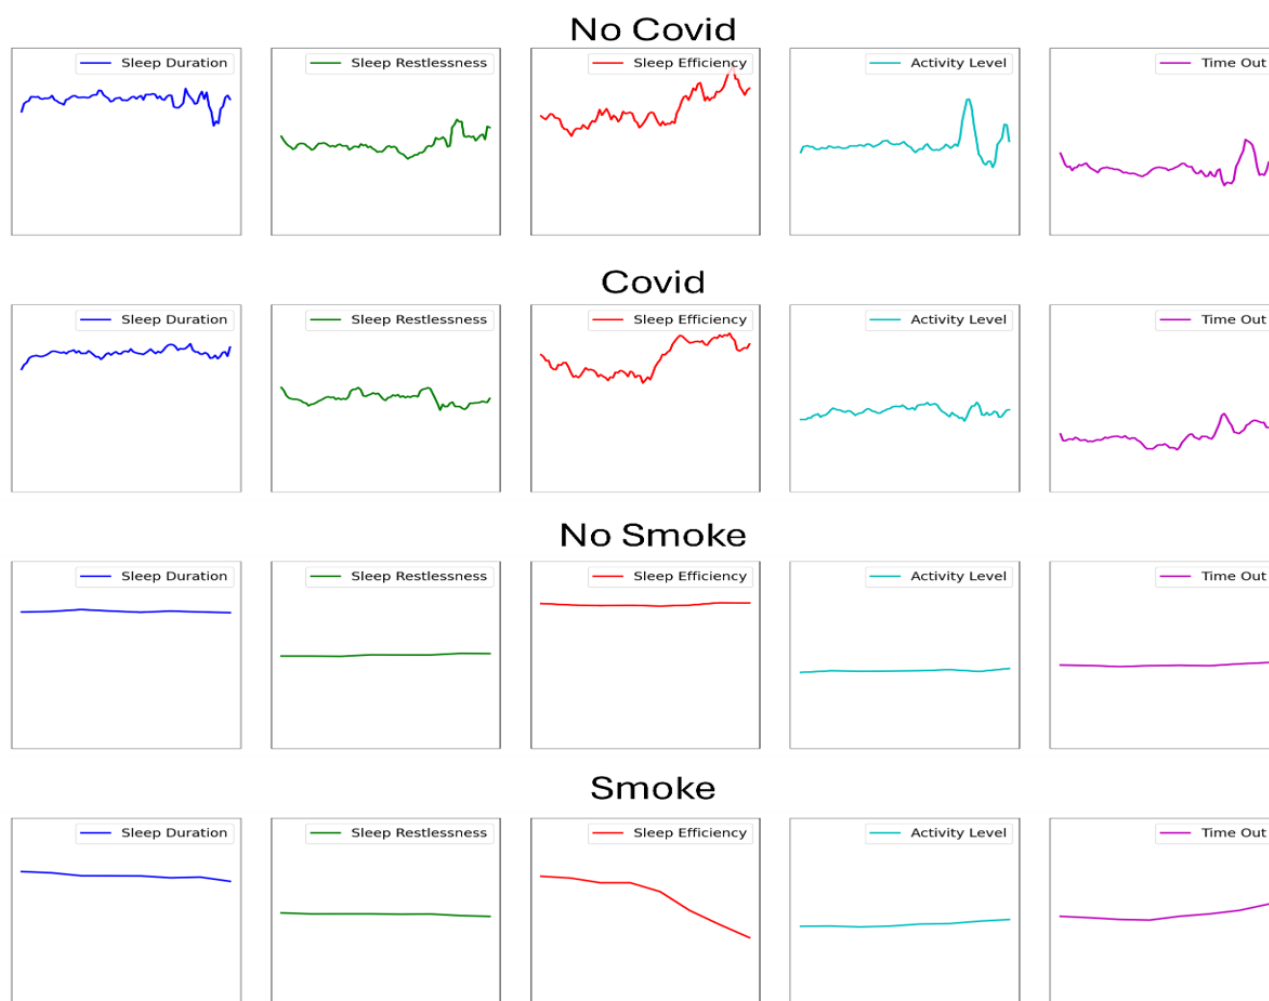 No Covid
Sleep Duration
Sleep Restlessness
Sleep Efficiency
Activity Level
Time Out
Covid
Sleep Duration
Sleep Restlessness
Sleep Efficiency
Activity Level
Time Out
No Smoke
Sleep Duration
Sleep Restlessness
Sleep Efficiency
Activity Level
Time Out
Smoke
Sleep Duration
Sleep Restlessness
Sleep Efficiency
Activity Level
Time Out